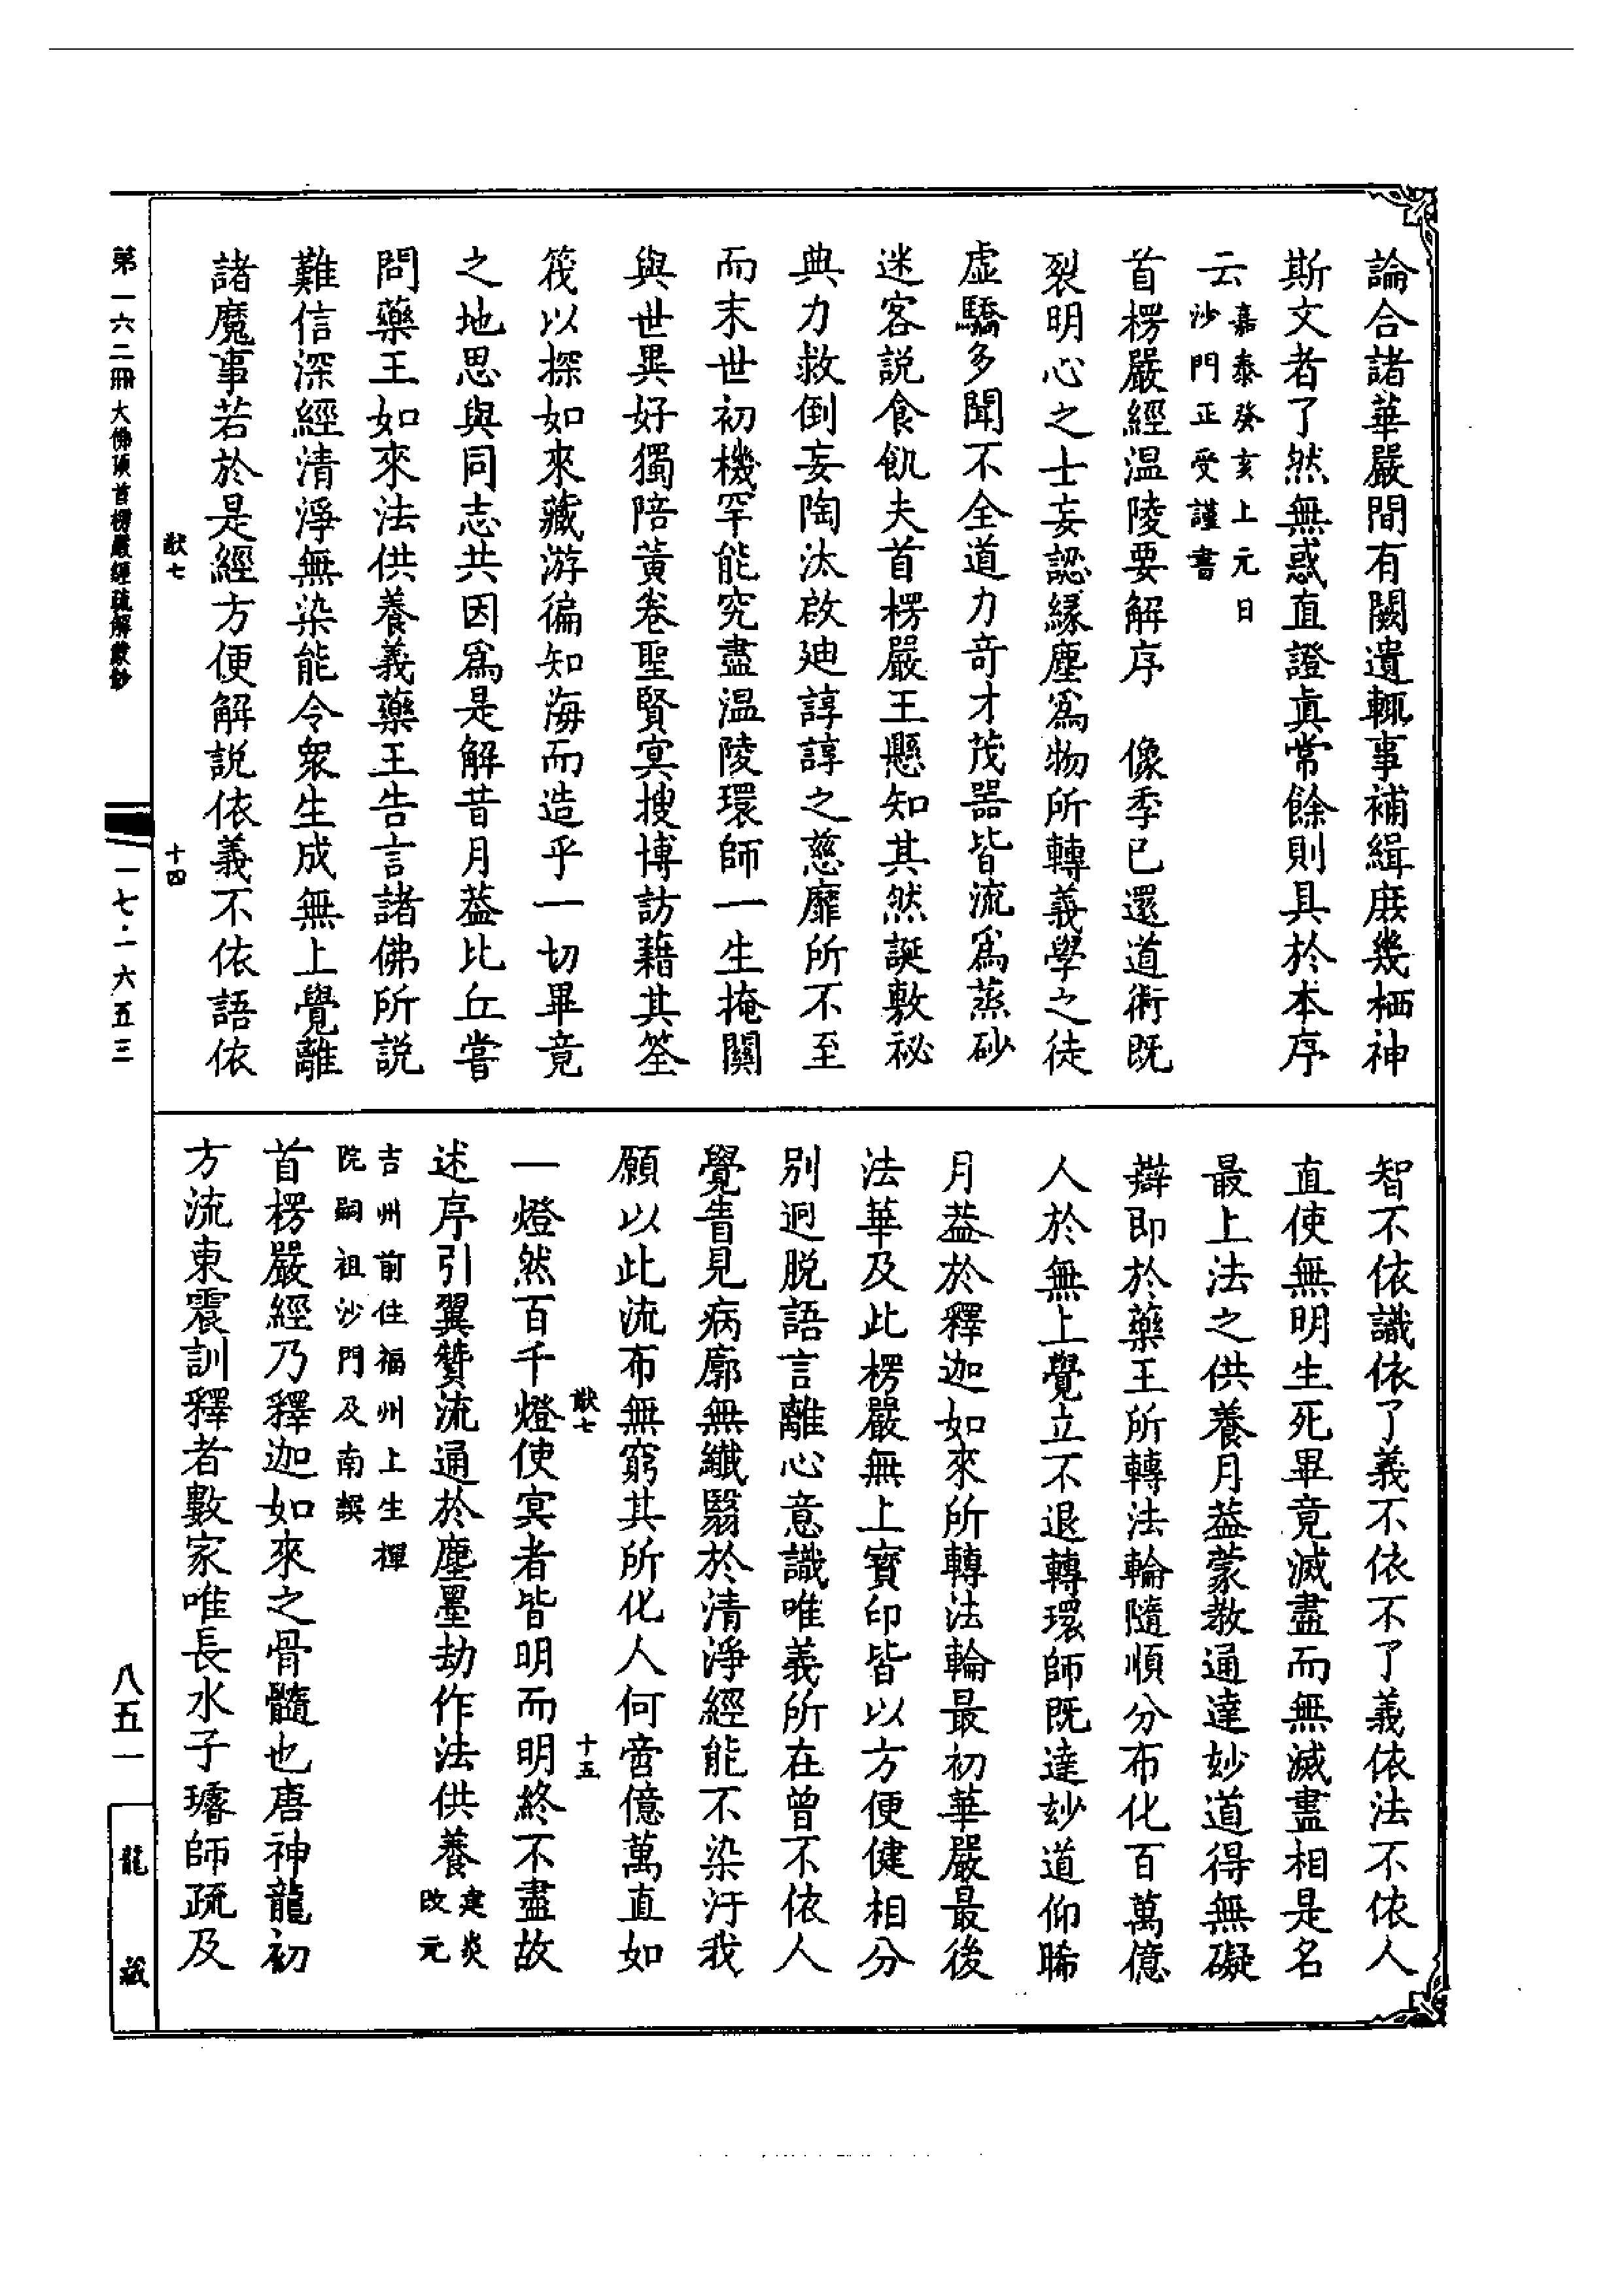 論合諸華嚴間有闕遺輒事補緝庶幾栖神
斯文者了然無惑直證真常餘則具於本序
云嘉泰癸亥上元日
沙門正受謹書
首楞嚴經温陵要解序　像季已還道術既
裂明心之士妄認緣塵為物所轉義學之徒
虛驕多聞不全道力奇才茂器皆流為蒸砂
迷客說食飢夫首楞嚴王懸知其然誕敷祕
典力救倒妄陶汰啟迪諄諄之慈靡所不至
而末世初機罕能究盡温陵環師一生掩關
與世異好獨陪黃卷聖賢冥搜博訪藉其筌
筏以探如來藏游徧知海而造乎一切畢竟
之地思與同志共因為是解昔月葢比丘嘗
問藥王如來法供養義藥王告言諸佛所說
難信深經清淨無染能令衆生成無上覺離
諸魔事若於是經方便解說依義不依語依
猷七
十四
智不依識依了義不依不了義依法不依人
直使無明生死畢竟滅盡而無滅盡相是名
最上法之供養月葢蒙教通達妙道得無礙
辯即於藥王所轉法輪隨順分布化百萬億
人於無上覺立不退轉環師既達妙道仰睎
月葢於釋迦如來所轉法輪最初華嚴最後
法華及此楞嚴無上寶印皆以方便健相分
別迥脫語言離心意識唯義所在曾不依人
覺眚見病廓無纖翳於清淨經能不染汙我
願以此流布無窮其所化人何啻億萬直如
猷七
十五
一燈然百千燈使冥者皆明而明終不盡故
述序引翼贊流通於塵墨劫作法供養建炎
改元
吉州前住福州上生禪
院嗣祖沙門及南譔
首楞嚴經乃釋迦如來之骨髓也唐神龍初
方流東震訓釋者數家唯長水子璿師疏及
第一六二冊 大佛頂首楞嚴經疏解蒙鈔
一七·一六五三
八五一
龍藏